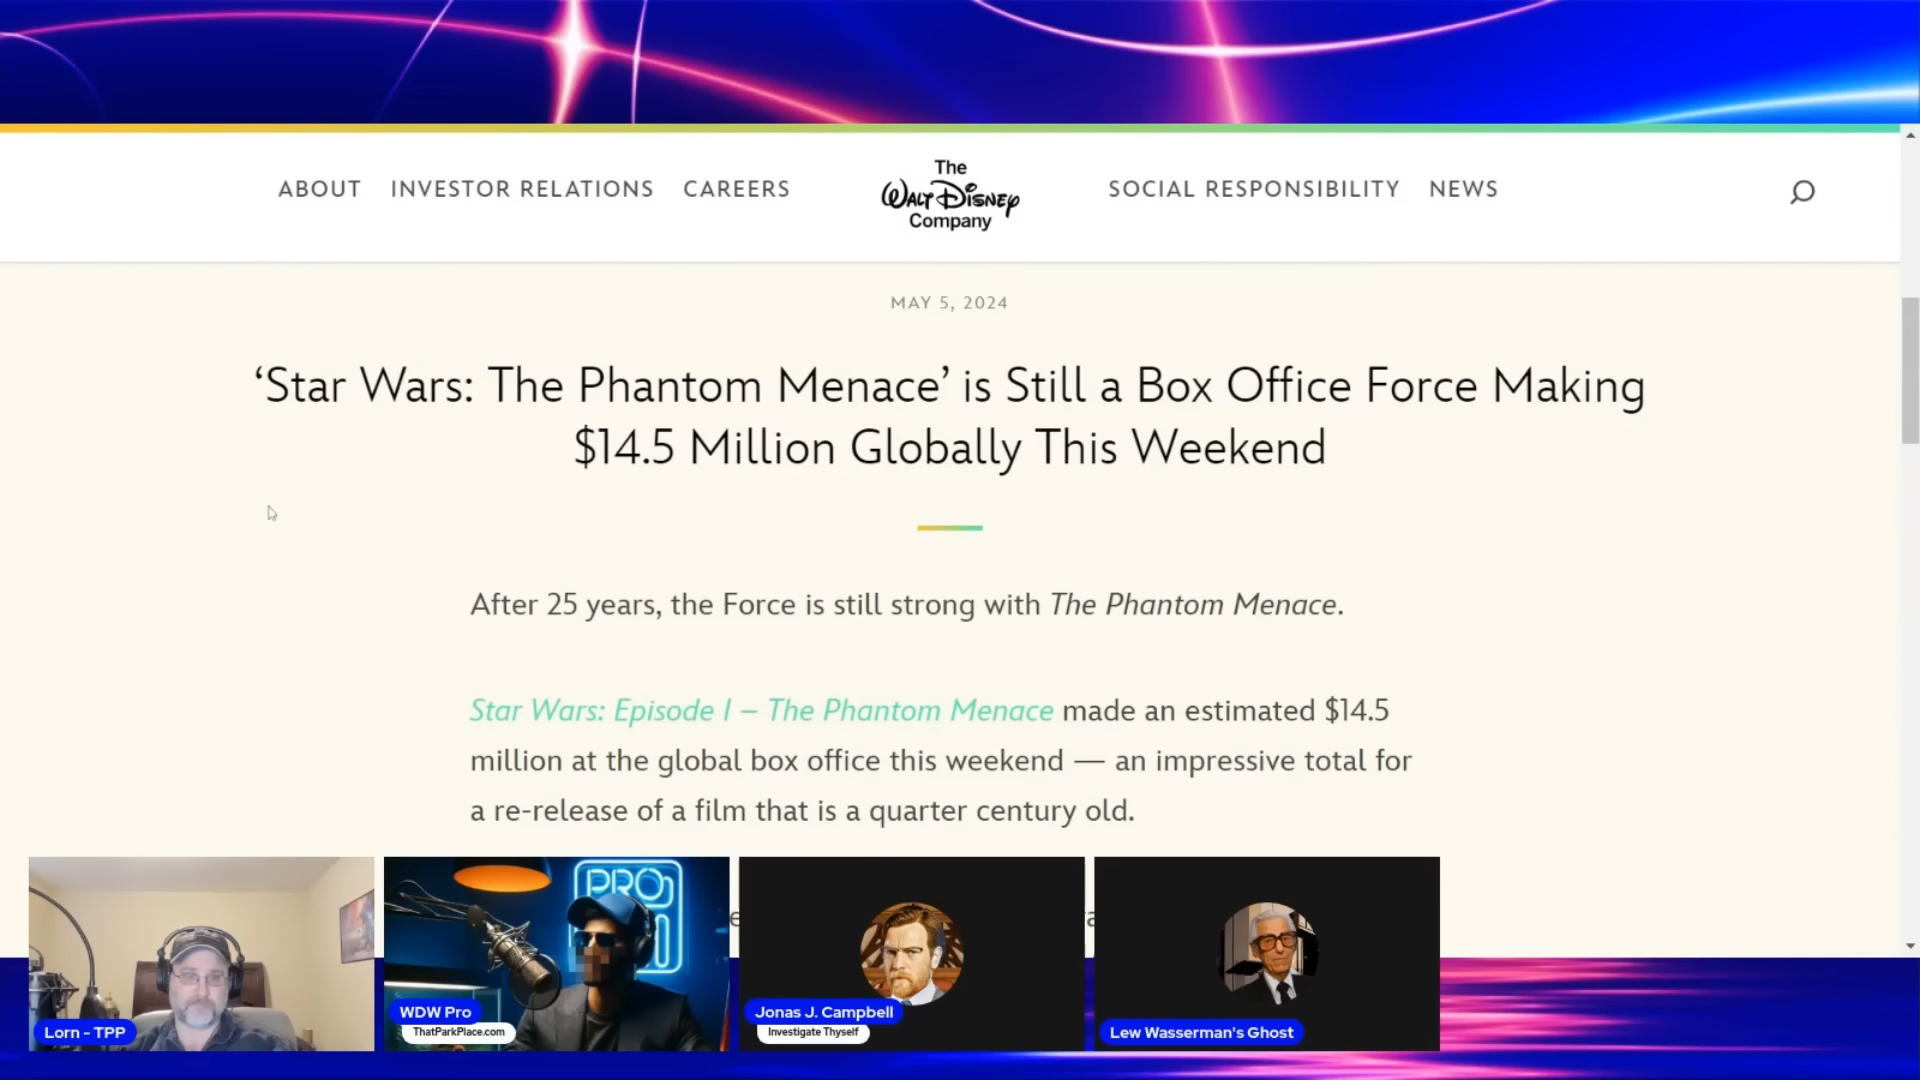 ABOUT INVESTOR RELATIONS CAREERS
The
Walt Disney
Company
SOCIAL RESPONSIBILITY NEWS
MAY 5, 2024
‘Star Wars: The Phantom Menace’ is Still a Box Office Force Making
$14.5 Million Globally This Weekend
After 25 years, the Force is still strong with The Phantom Menace.
Star Wars: Episode I – The Phantom Menace made an estimated $14.5
million at the global box office this weekend — an impressive total for
a re-release of a film that is a quarter century old.
PRO
Lorn - TPP
WDW Pro
ThatParkPlace.com
Jonas J. Campbell
Investigate Thyself
Lew Wasserman's Ghost